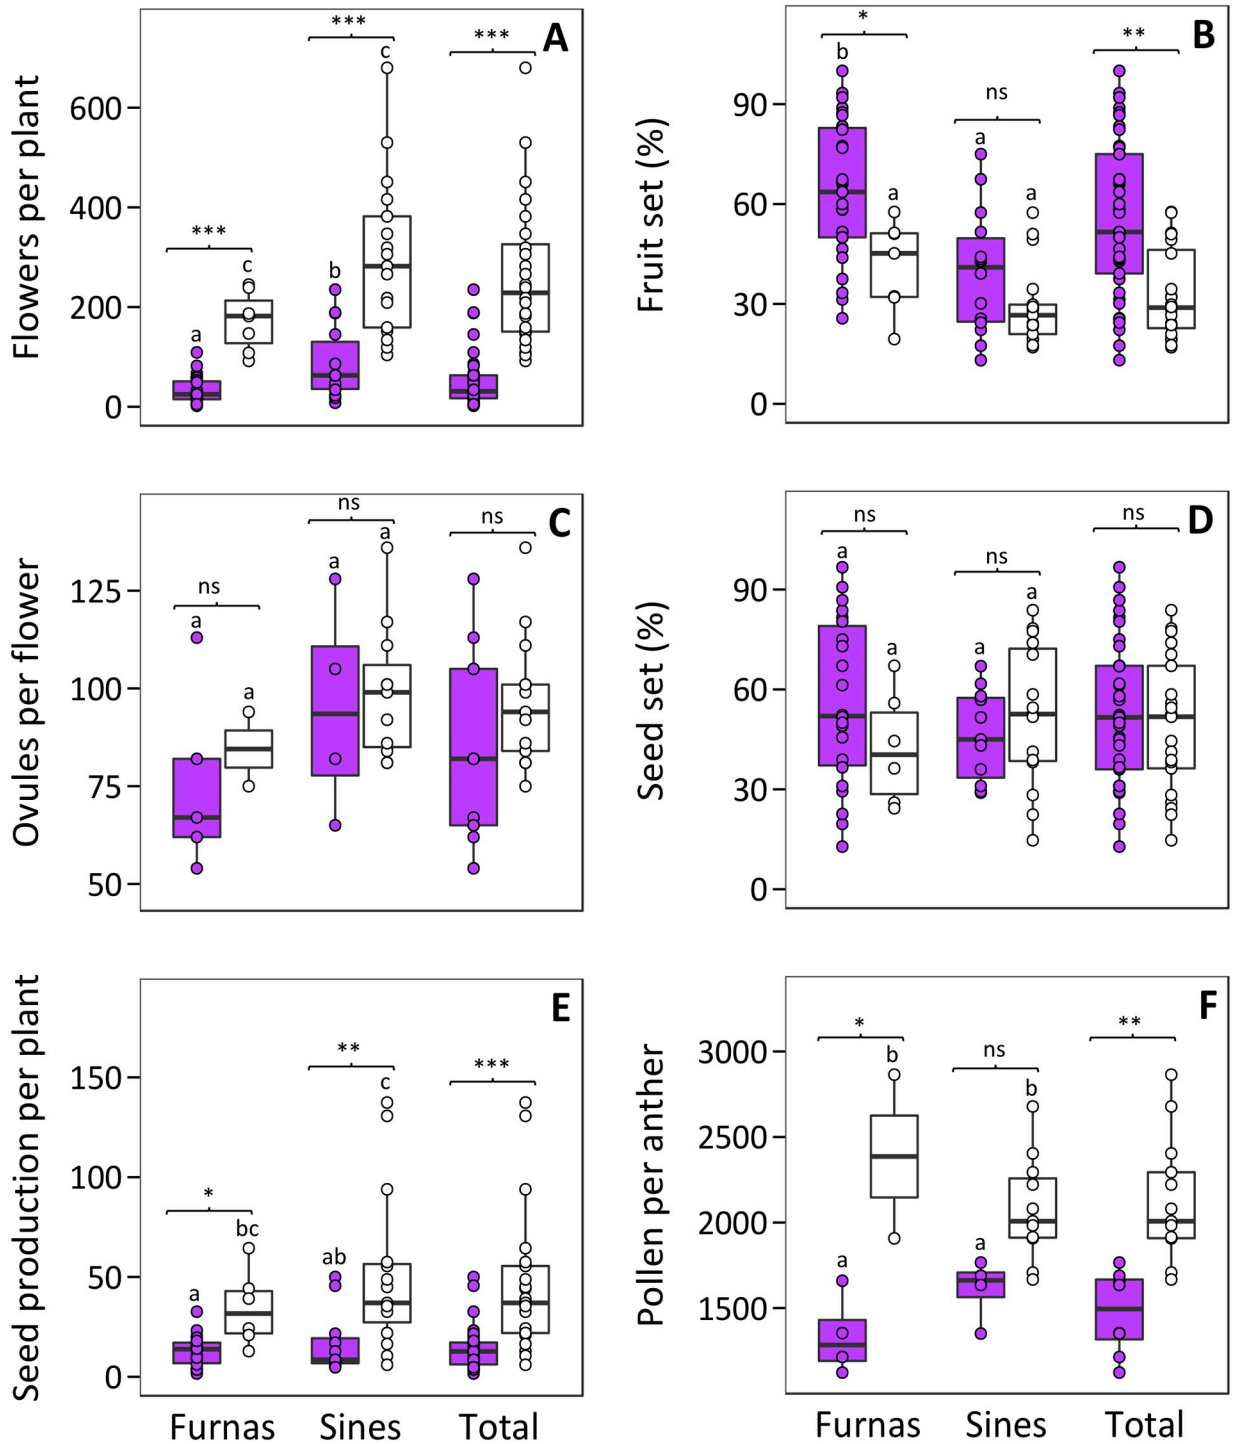 A
Flowers per plant
600
400
200
0
***
***
***
a
c
b
c
B
Fruit set (%)
90
60
30
0
*
ns
**
b
a
a
a
C
Ovules per flower
125
100
75
50
ns
ns
ns
a
a
a
a
D
Seed set (%)
90
60
30
0
ns
ns
ns
a
a
a
a
E
Seed production per plant
150
100
50
0
*
**
***
a
bc
ab
c
Furnas Sines Total
F
Pollen per anther
3000
2500
2000
1500
*
ns
**
a
b
a
b
Furnas Sines Total